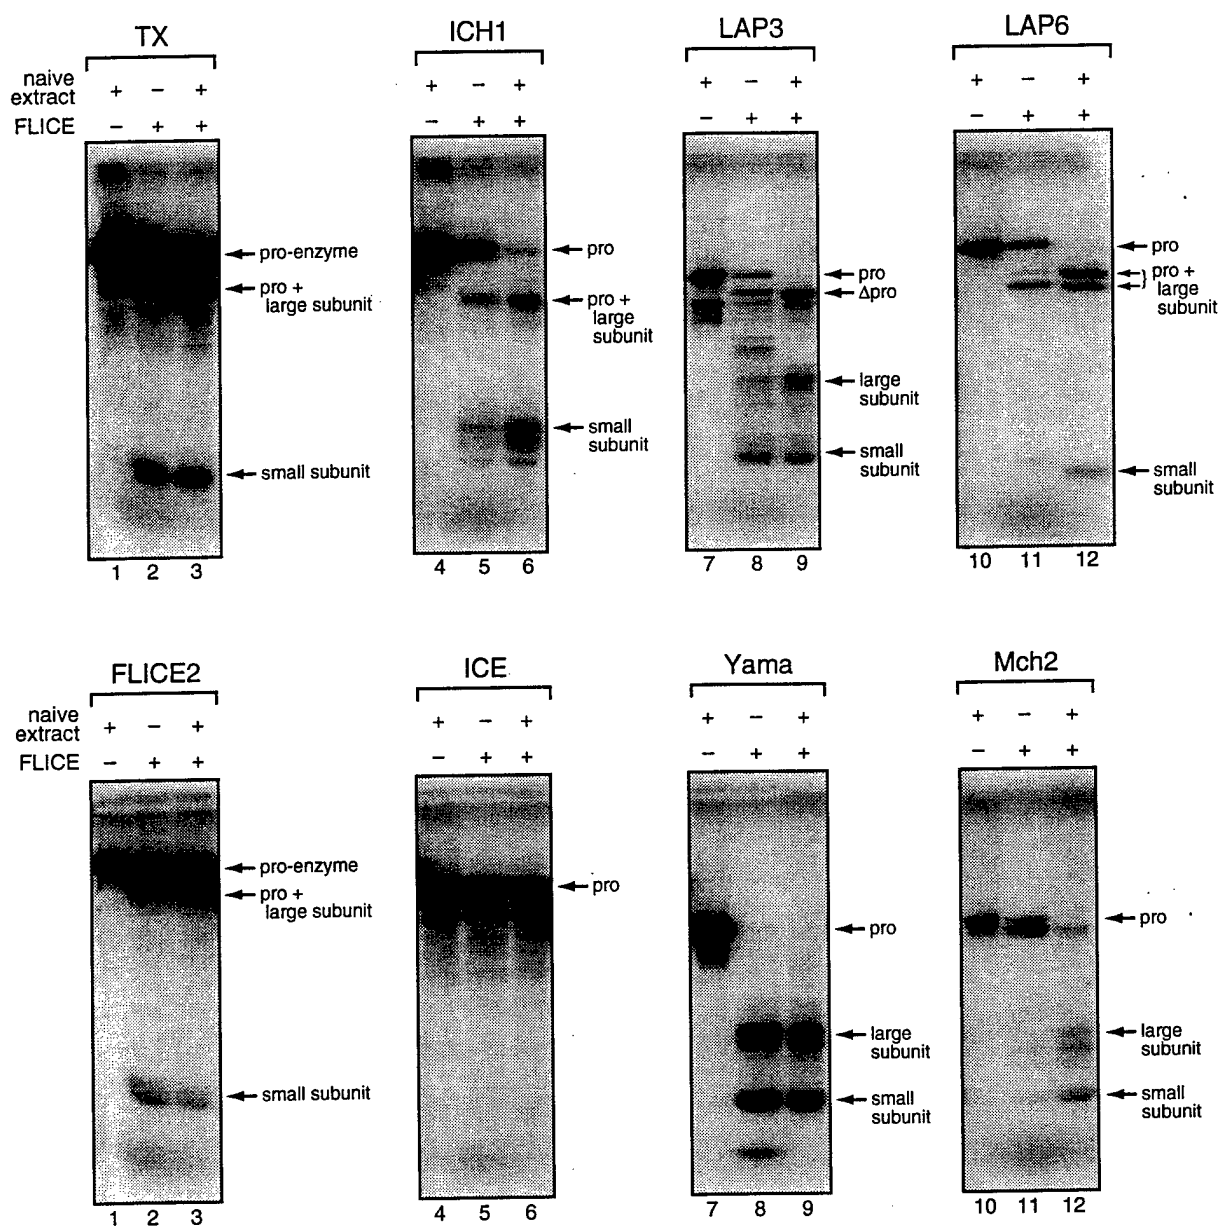 TX
ICH1
LAP3
LAP6
naive
extract
+ − +
+ − +
+ − +
+ − +
FLICE
− + +
− + +
− + +
− + +
pro-enzyme
pro +
large subunit
small subunit
pro
pro +
large
subunit
small
subunit
pro
Δpro
large
subunit
small
subunit
pro
pro +
large
subunit
small
subunit
1 2 3
4 5 6
7 8 9
10 11 12
FLICE2
ICE
Yama
Mch2
naive
extract
+ − +
+ − +
+ − +
+ − +
FLICE
− + +
− + +
− + +
− + +
pro-enzyme
pro +
large subunit
small subunit
pro
pro
large
subunit
small
subunit
pro
large
subunit
small
subunit
1 2 3
4 5 6
7 8 9
10 11 12